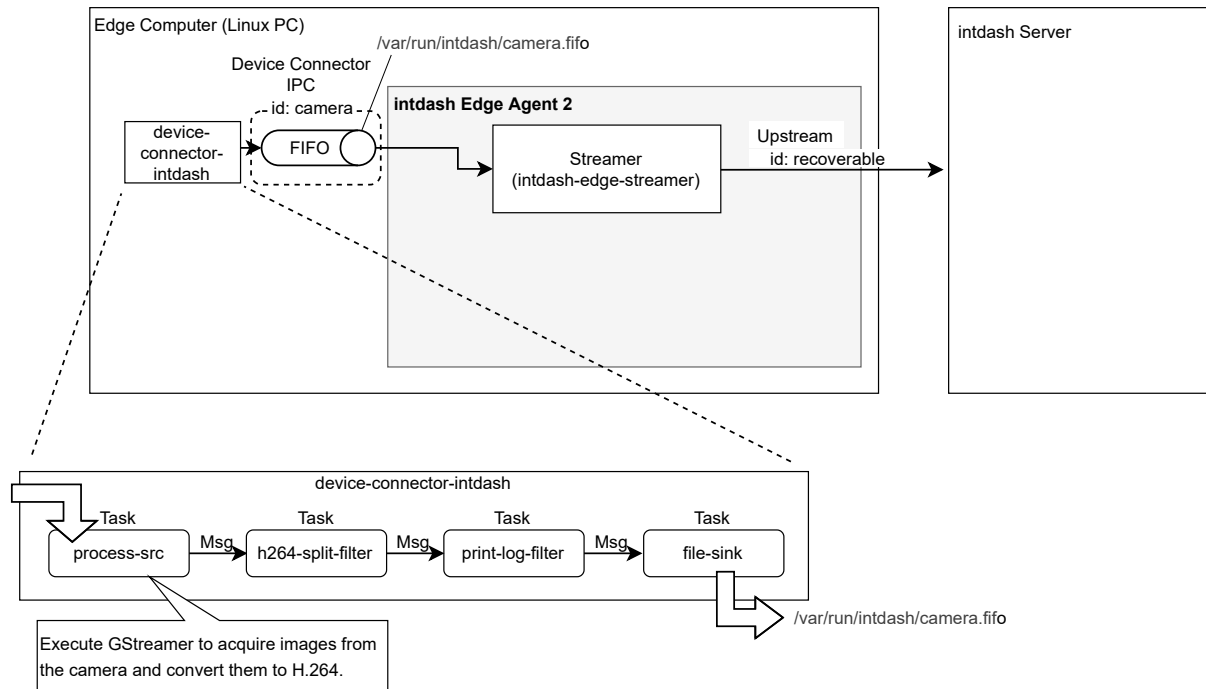 Edge Computer (Linux PC)
intdash Server
/var/run/intdash/camera.fifo
Device Connector
IPC
id: camera
intdash Edge Agent 2
device-
connector-
intdash
FIFO
Streamer
(intdash-edge-streamer)
Upstream
id: recoverable
device-connector-intdash
Task
Task
Task
Task
process-src
Msg
h264-split-filter
Msg
print-log-filter
Msg
file-sink
/var/run/intdash/camera.fifo
Execute GStreamer to acquire images from
the camera and convert them to H.264.